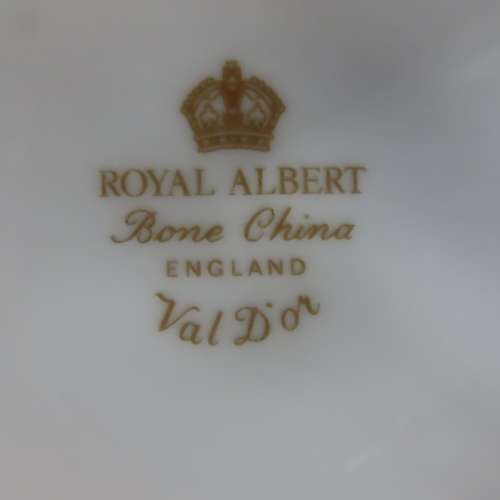 ROYAL ALBERT
Bone China
ENGLAND
Val D'or